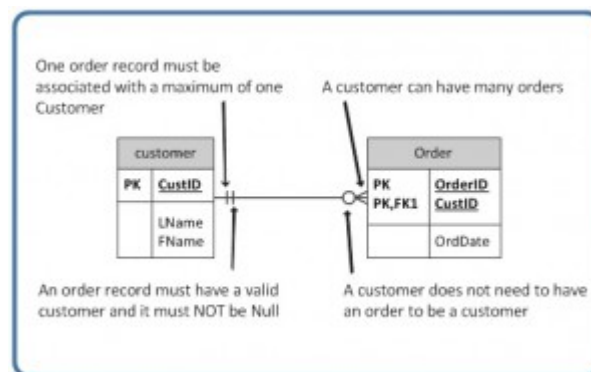 One order record must be
associated with a maximum of one
Customer
A customer can have many orders
customer
PK CustID
LName
FName
Order
PK OrderID
PK,FK1 CustID
OrdDate
An order record must have a valid
customer and it must NOT be Null
A customer does not need to have
an order to be a customer